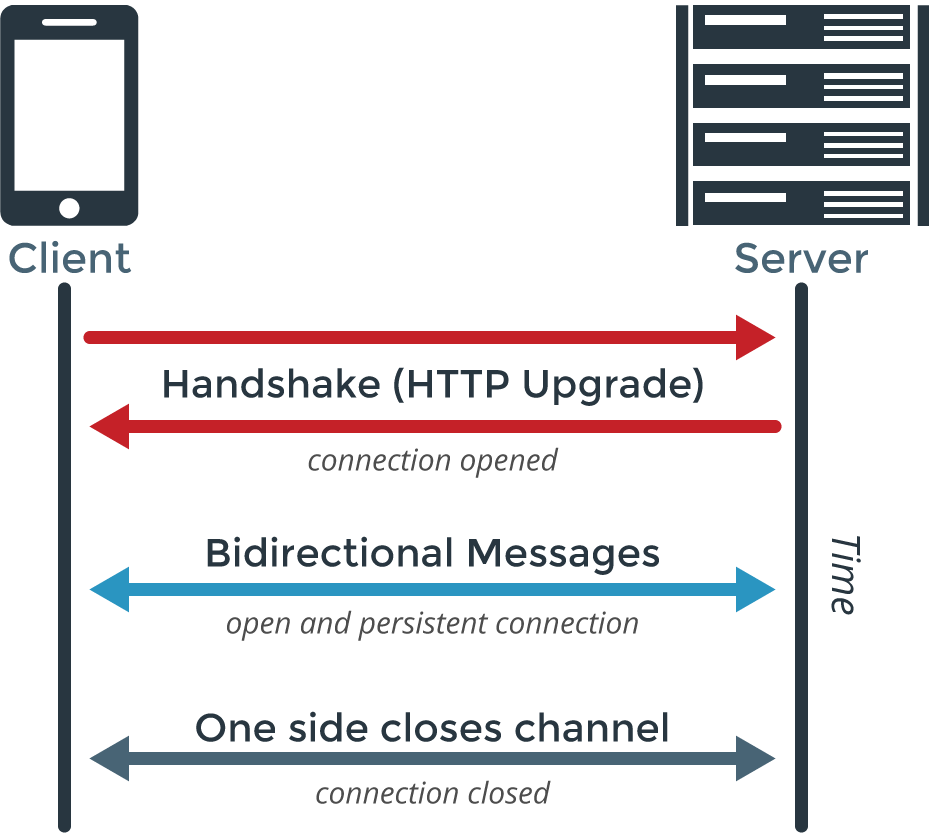 Client
Server
Handshake (HTTP Upgrade)
connection opened
Bidirectional Messages
open and persistent connection
Time
One side closes channel
connection closed